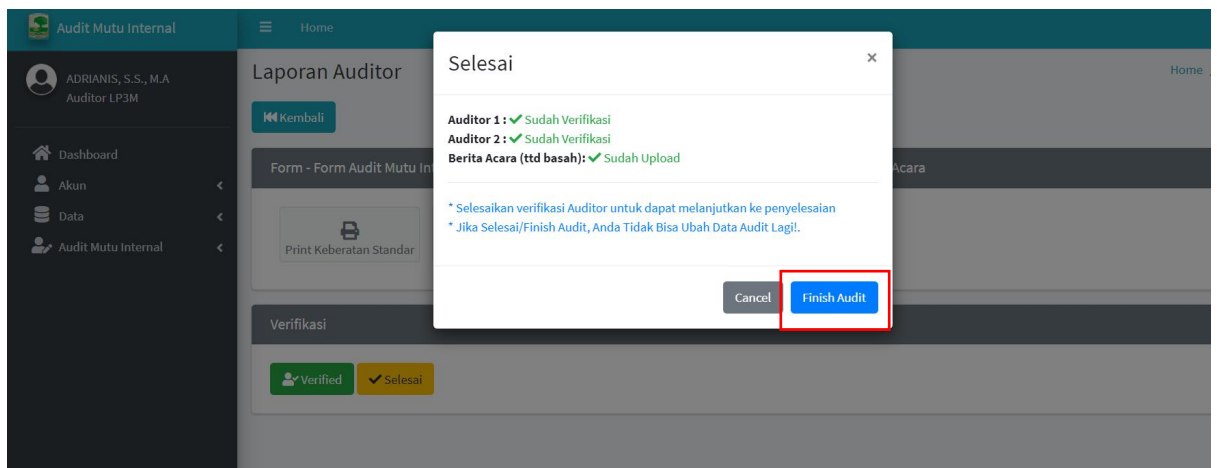 Audit Mutu Internal
Home
ADRIANIS, S.S., M.A
Auditor LP3M
Dashboard
Akun
Data
Audit Mutu Internal
Laporan Auditor
Home
Kembali
Form - Form Audit Mutu In
Acara
Print Keberatan Standar
Selesai
×
Auditor 1 : ✔ Sudah Verifikasi
Auditor 2 : ✔ Sudah Verifikasi
Berita Acara (ttd basah): ✔ Sudah Upload
* Selesaikan verifikasi Auditor untuk dapat melanjutkan ke penyelesaian
* Jika Selesai/Finish Audit, Anda Tidak Bisa Ubah Data Audit Lagi!.
Cancel
Finish Audit
Verifikasi
Verified
Selesai